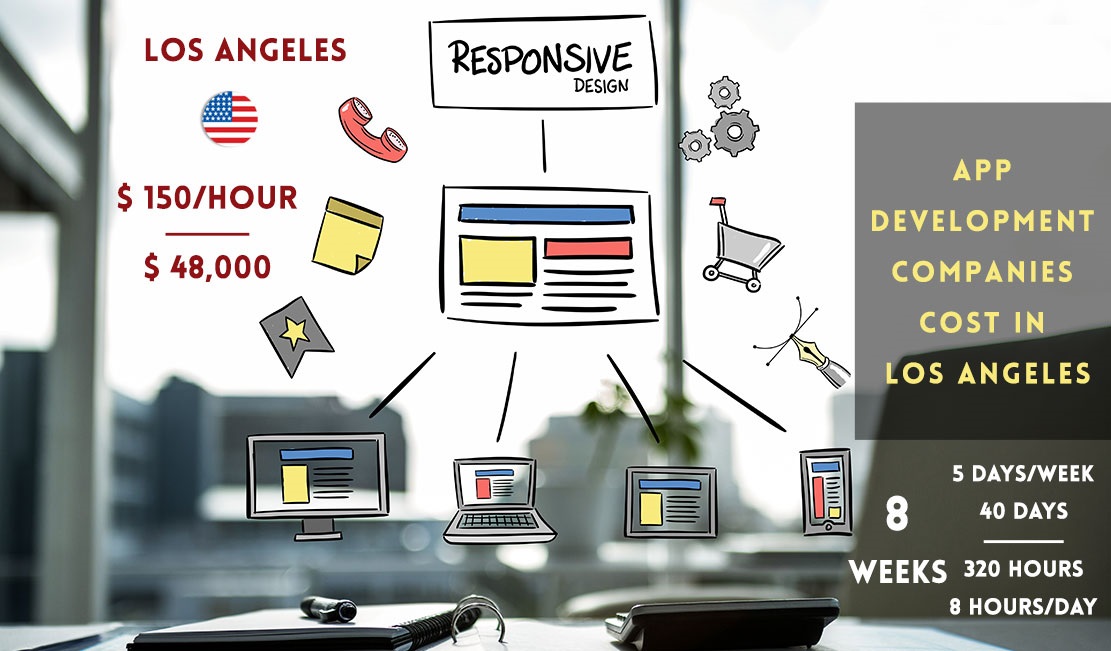 LOS ANGELES
$ 150/HOUR
$ 48,000
RESPONSIVE
DESIGN
APP
DEVELOPMENT
COMPANIES
COST IN
LOS ANGELES
8
WEEKS
5 DAYS/WEEK
40 DAYS
320 HOURS
8 HOURS/DAY